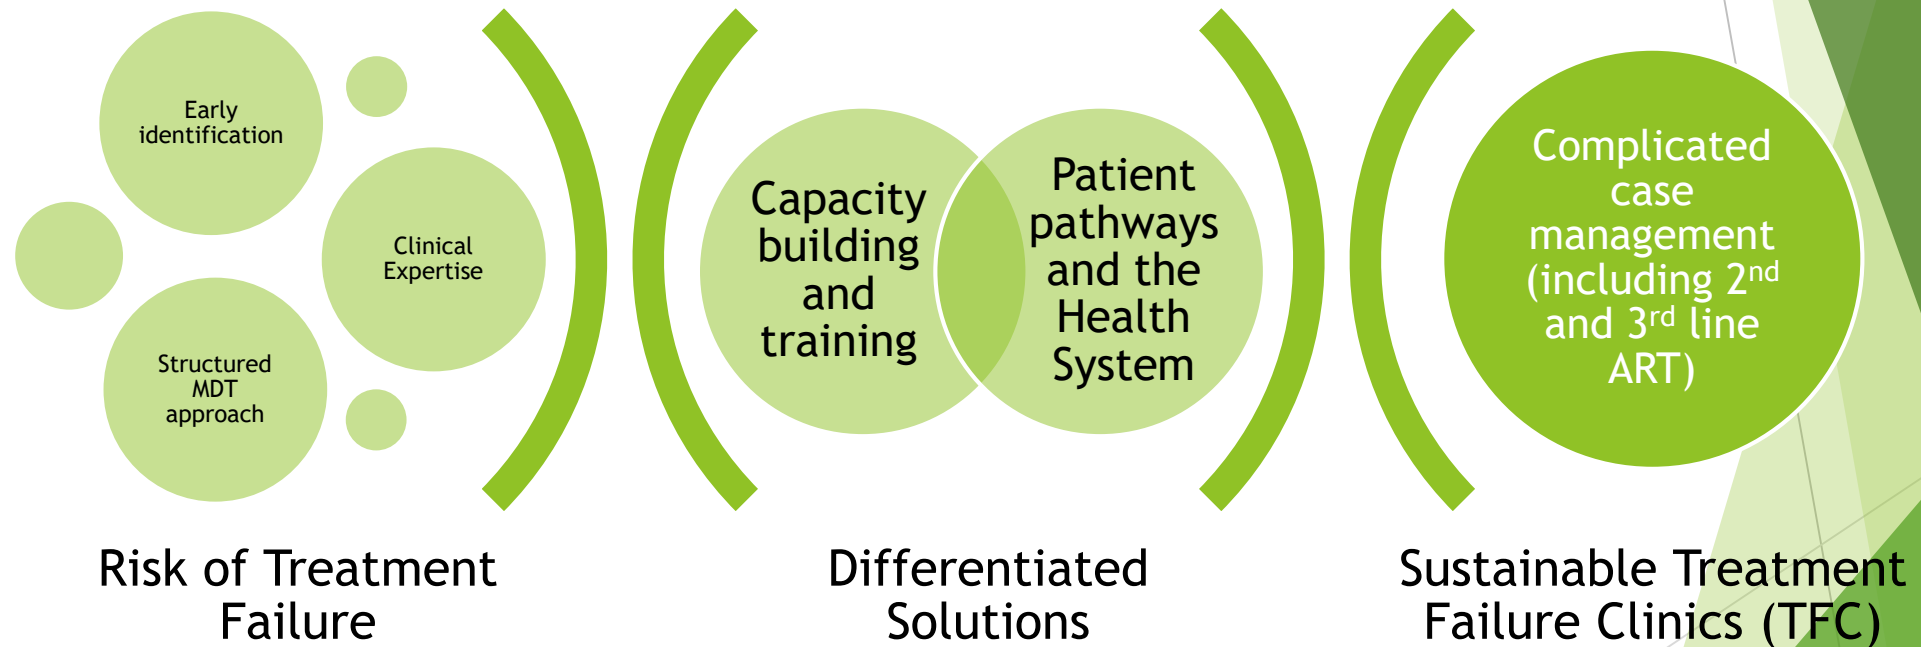 Early
identification
Clinical
Expertise
Structured
MDT
approach
Risk of Treatment
Failure
Capacity
building
and
training
Patient
pathways
and the
Health
System
Differentiated
Solutions
Complicated
case
management
(including 2nd
and 3rd line
ART)
Sustainable Treatment
Failure Clinics (TFC)